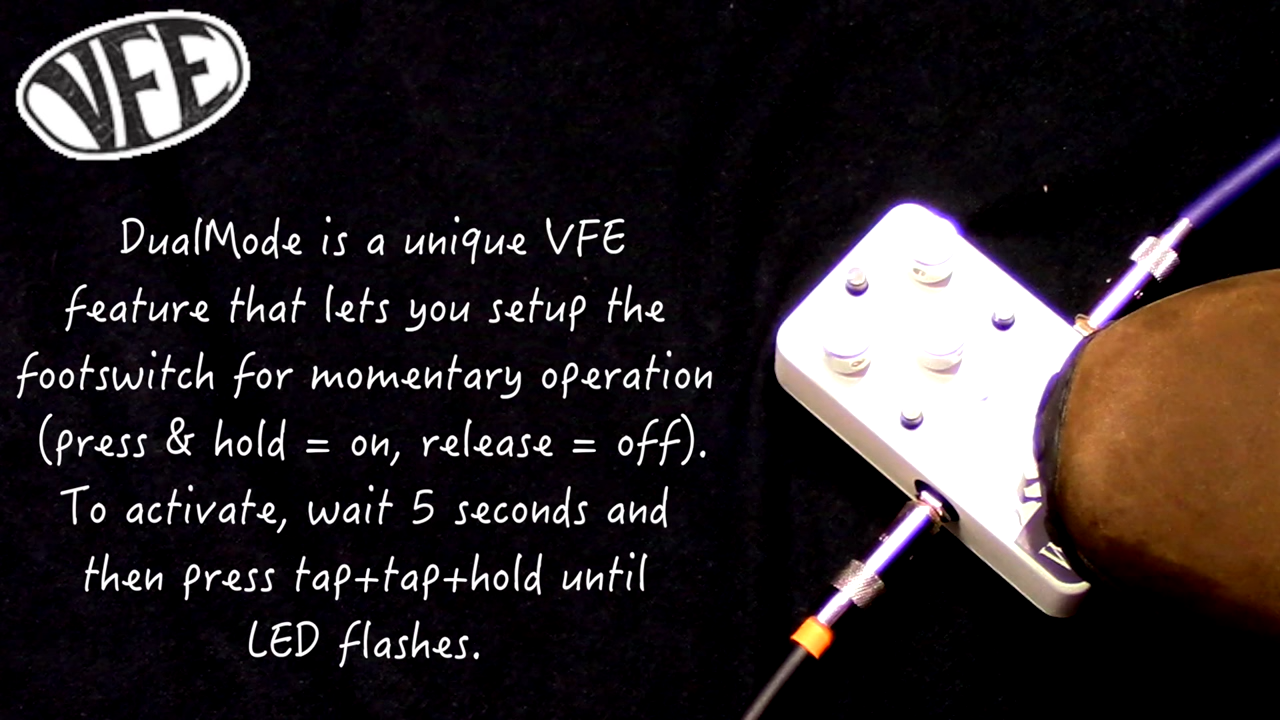 VFE
DualMode is a unique VFE
feature that lets you setup the
footswitch for momentary operation
(press & hold = on, release = off).
To activate, wait 5 seconds and
then press tap+tap+hold until
LED flashes.